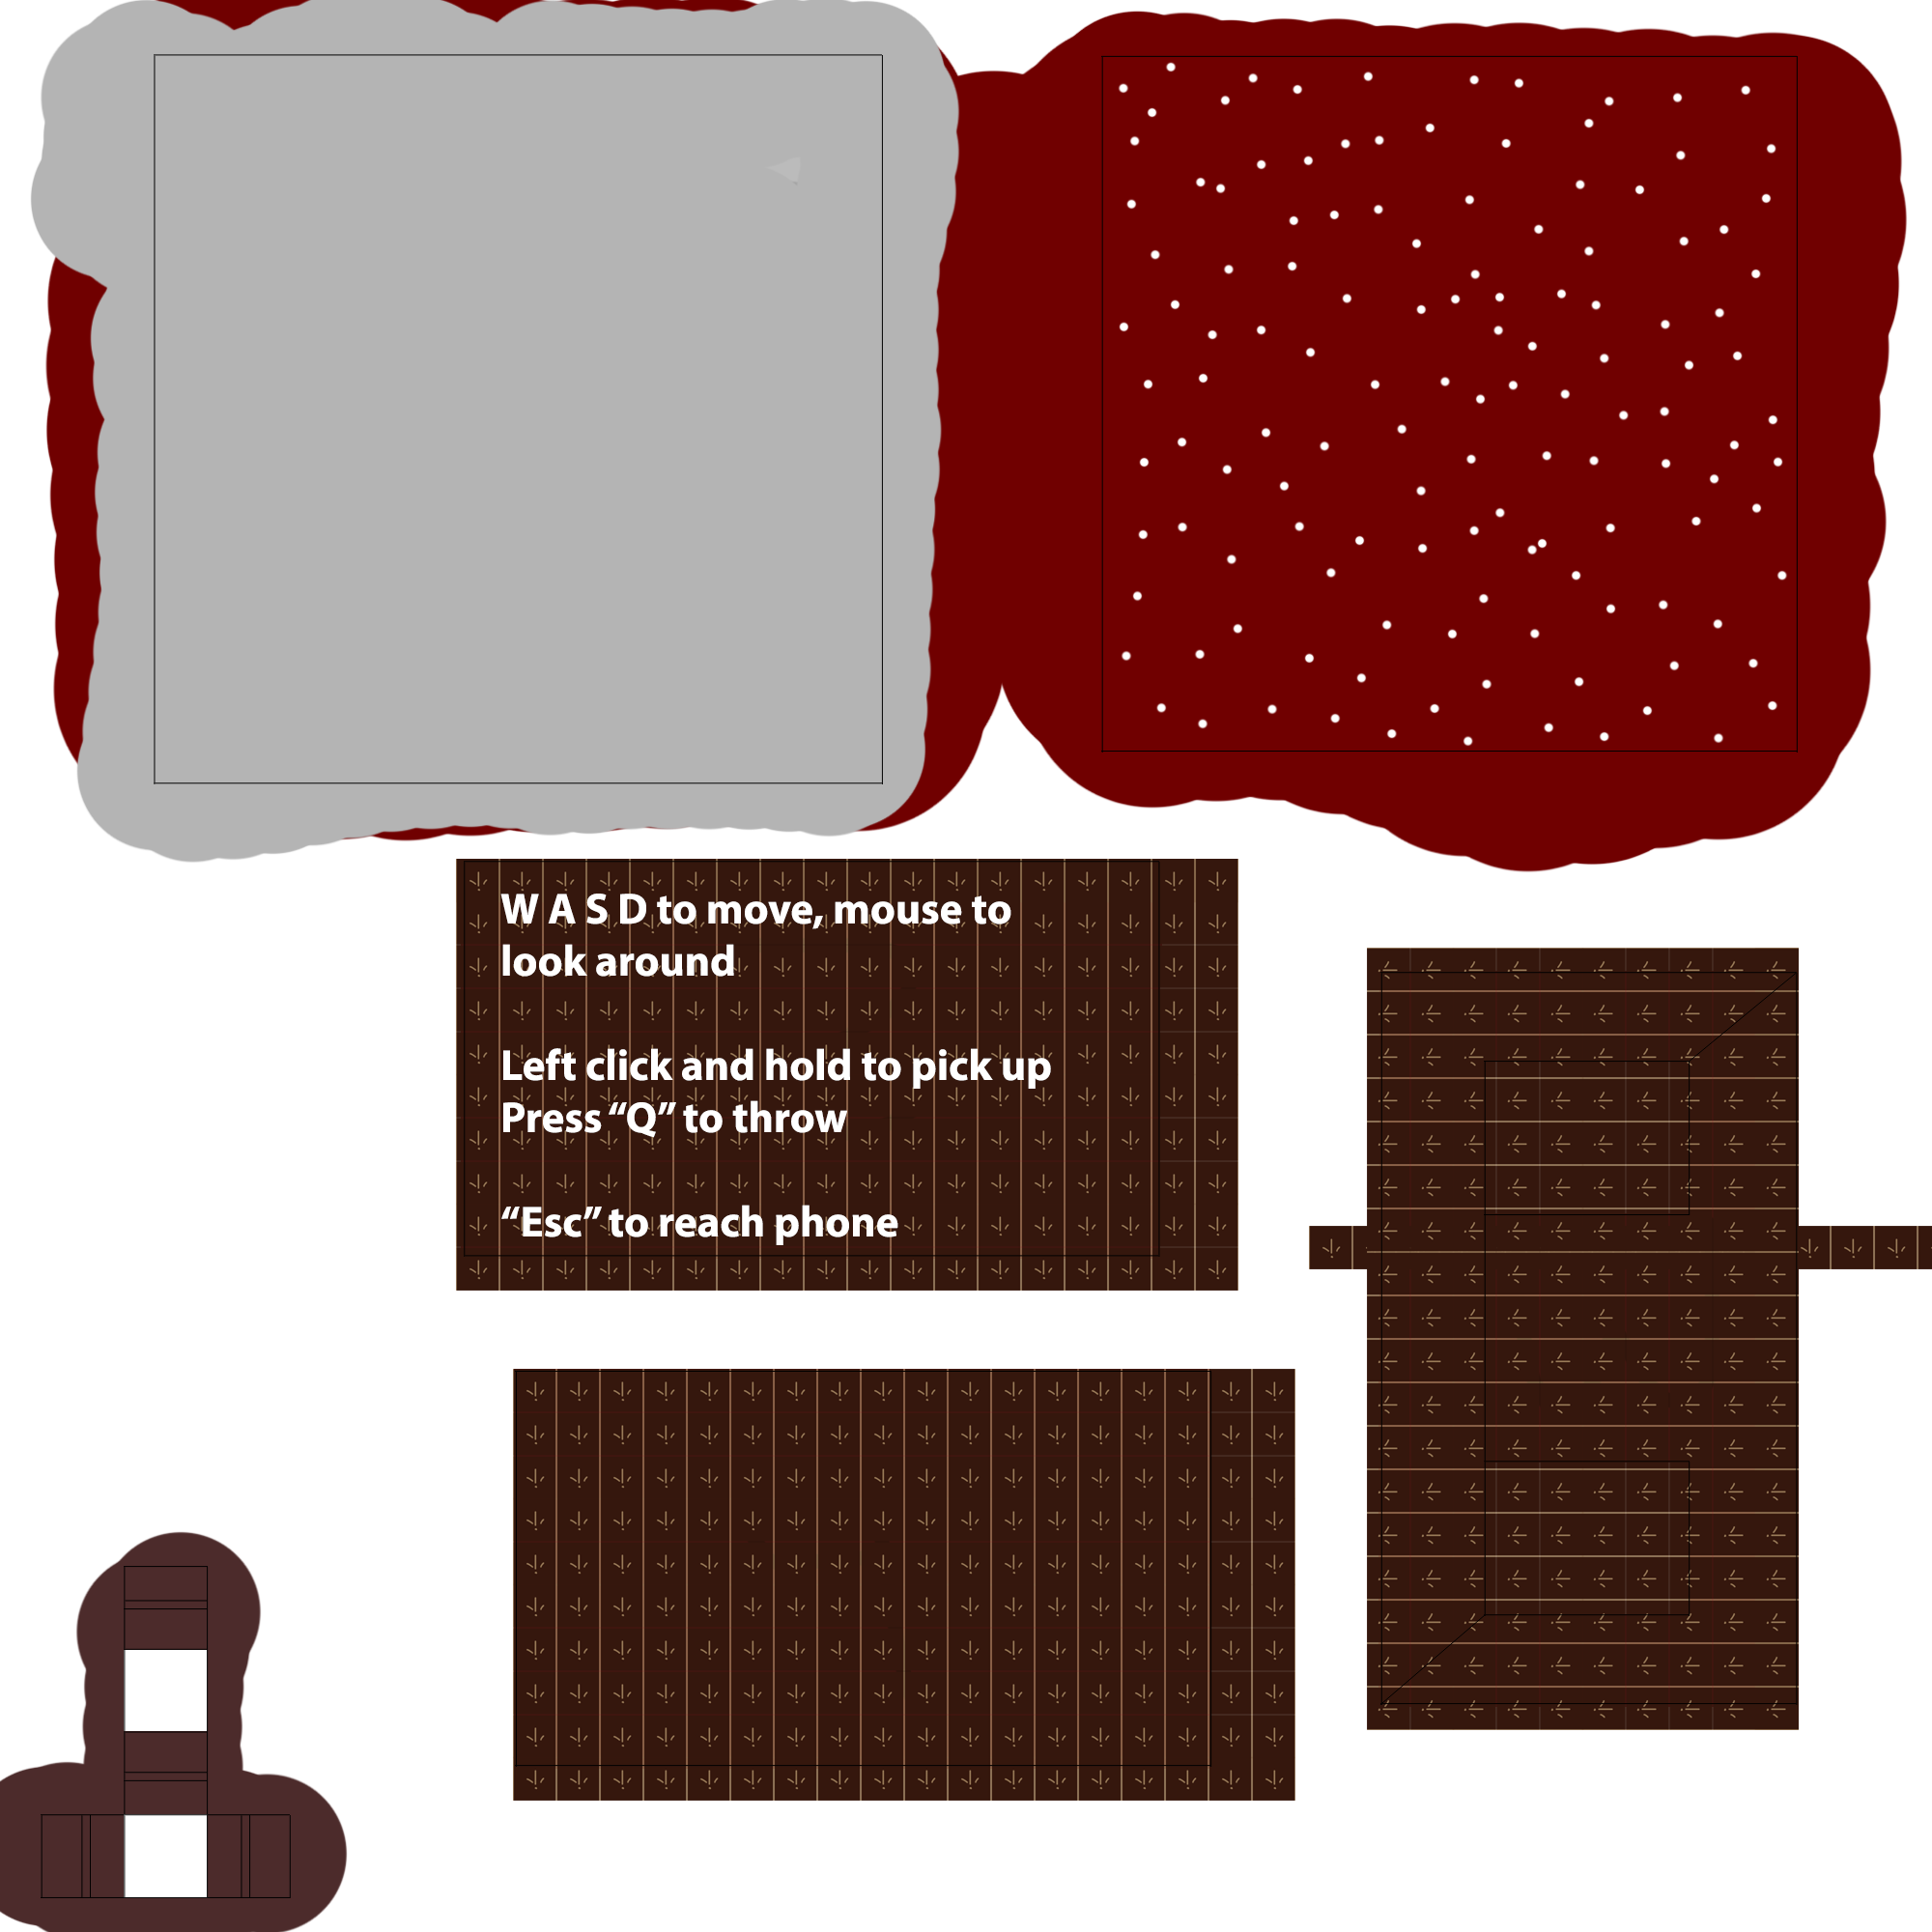 W A S D to move, mouse to
look around
Left click and hold to pick up
Press “Q” to throw
“Esc” to reach phone